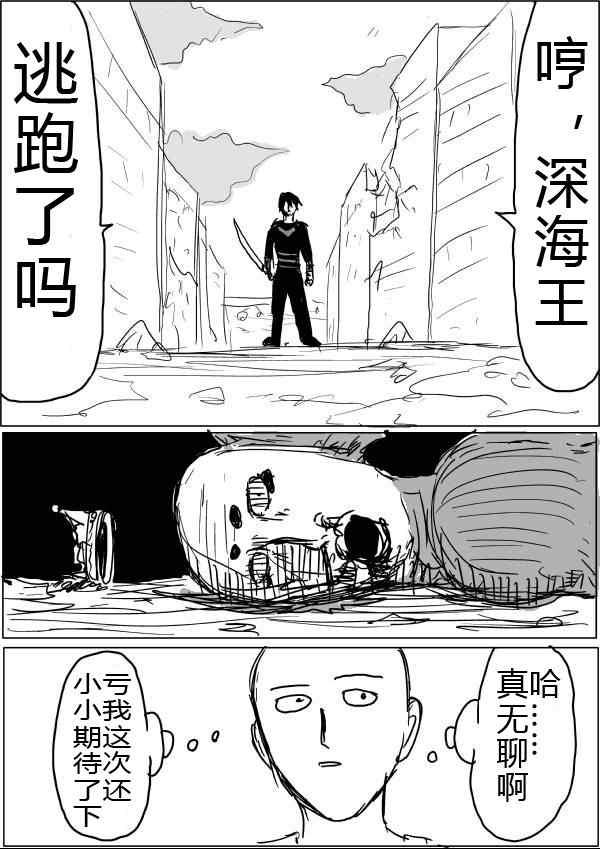 哼，深海王
逃跑了吗
哈……
真无聊啊
亏我这次还
小小期待了下